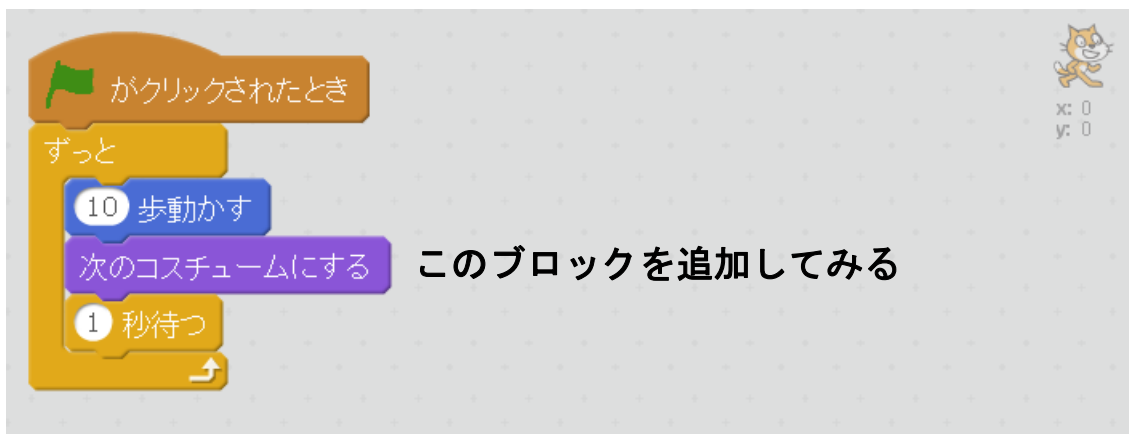 がクリックされたとき
ずっと
10 歩動かす
次のコスチュームにする
このブロックを追加してみる
1 秒待つ
x: 0
y: 0